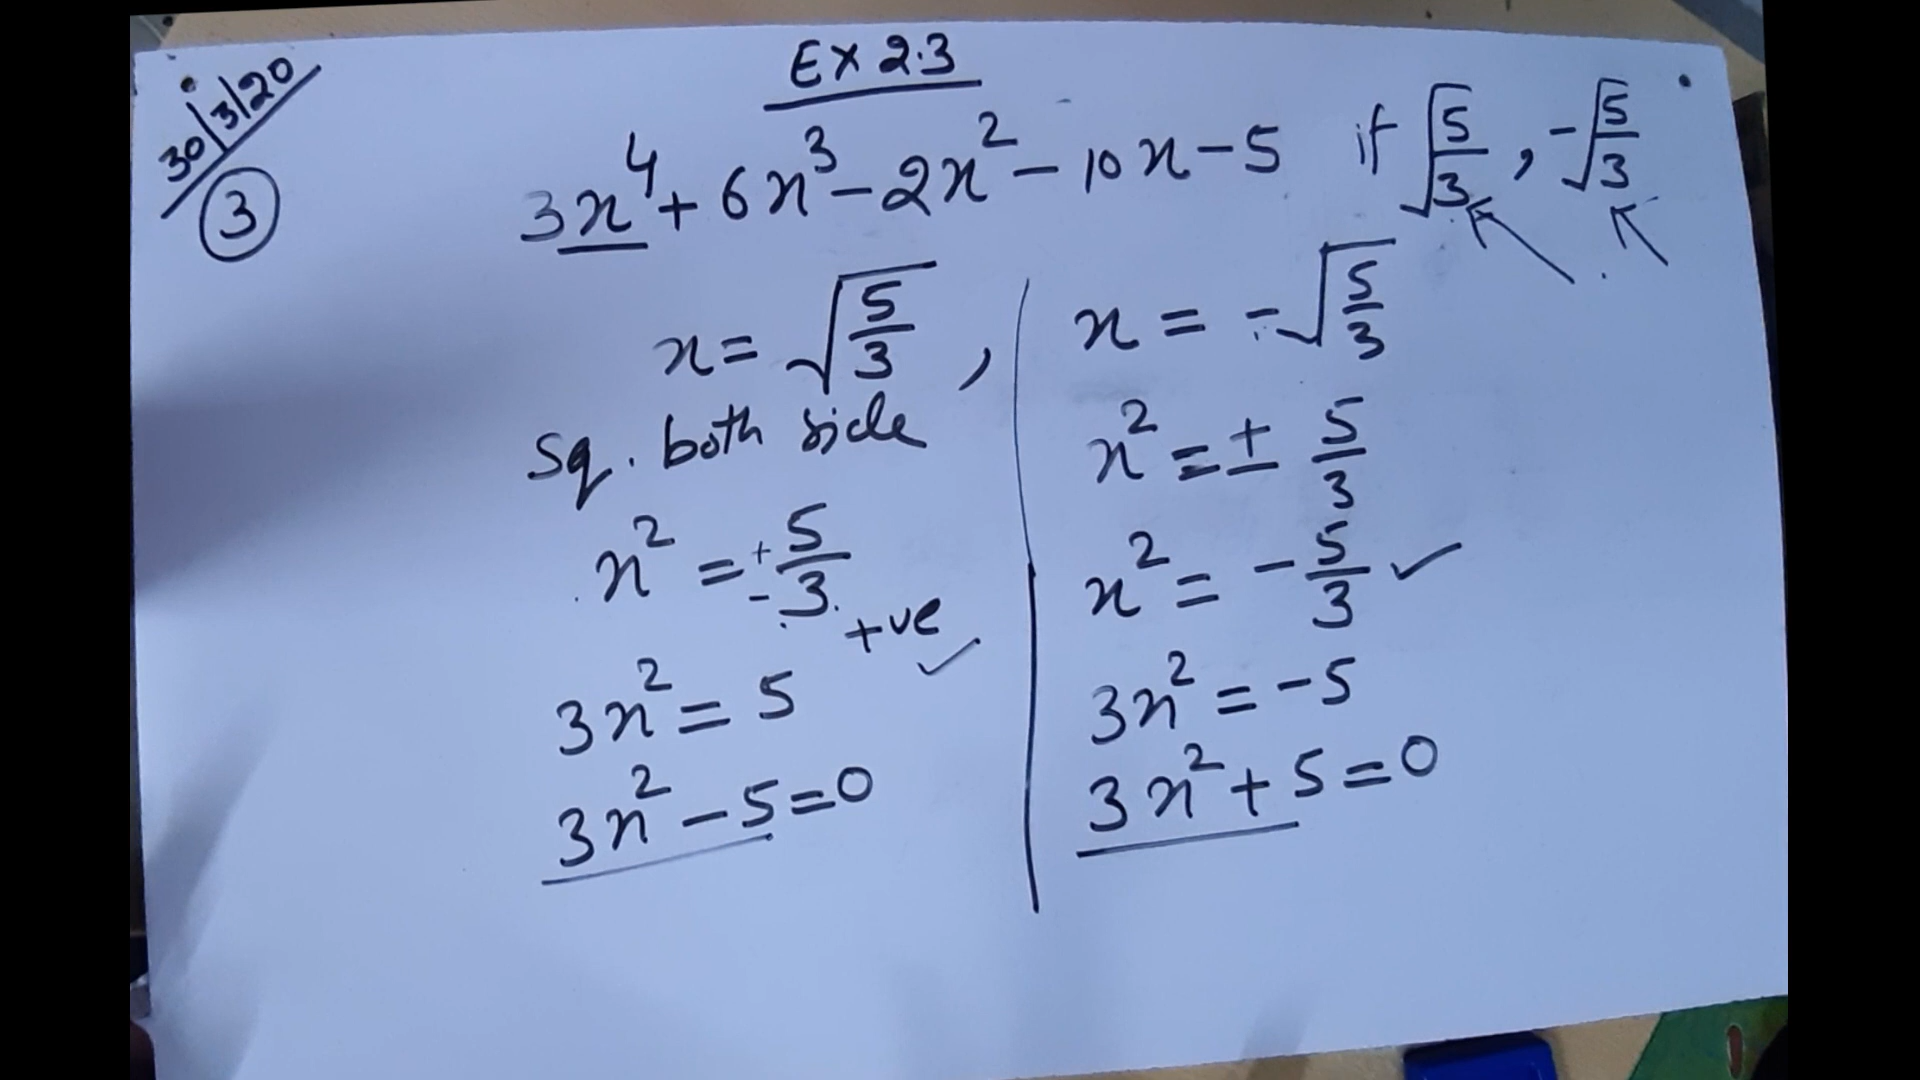 30/3/20
EX 2.3
③
3x⁴ + 6x³ − 2x² − 10x − 5 if √(5/3), −√(5/3)
x = √(5/3),
Sq. both side
x² = ± 5/3
+ve ✓
3x² = 5
3x² − 5 = 0
x = −√(5/3)
x² = ± 5/3
x² = − 5/3 ✓
3x² = −5
3x² + 5 = 0